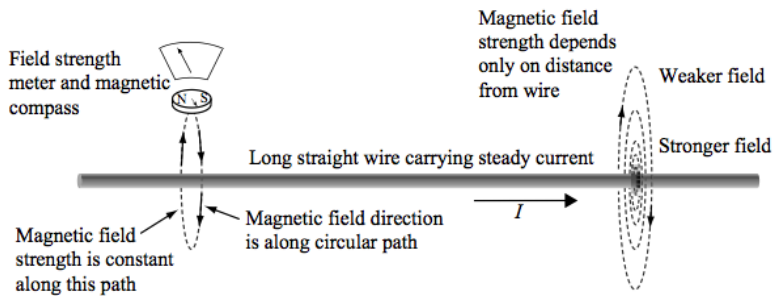 Field strength
meter and magnetic
compass
N S
Magnetic field
strength depends
only on distance
from wire
Weaker field
Stronger field
Long straight wire carrying steady current
I
Magnetic field direction
is along circular path
Magnetic field
strength is constant
along this path